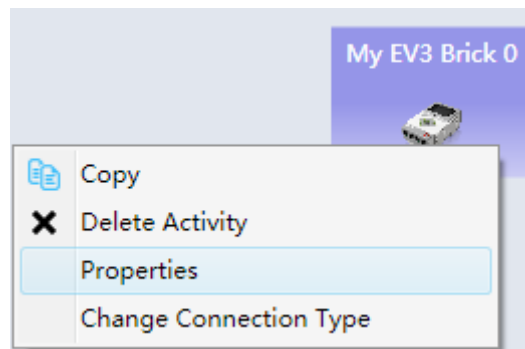 My EV3 Brick 0
Copy
Delete Activity
Properties
Change Connection Type